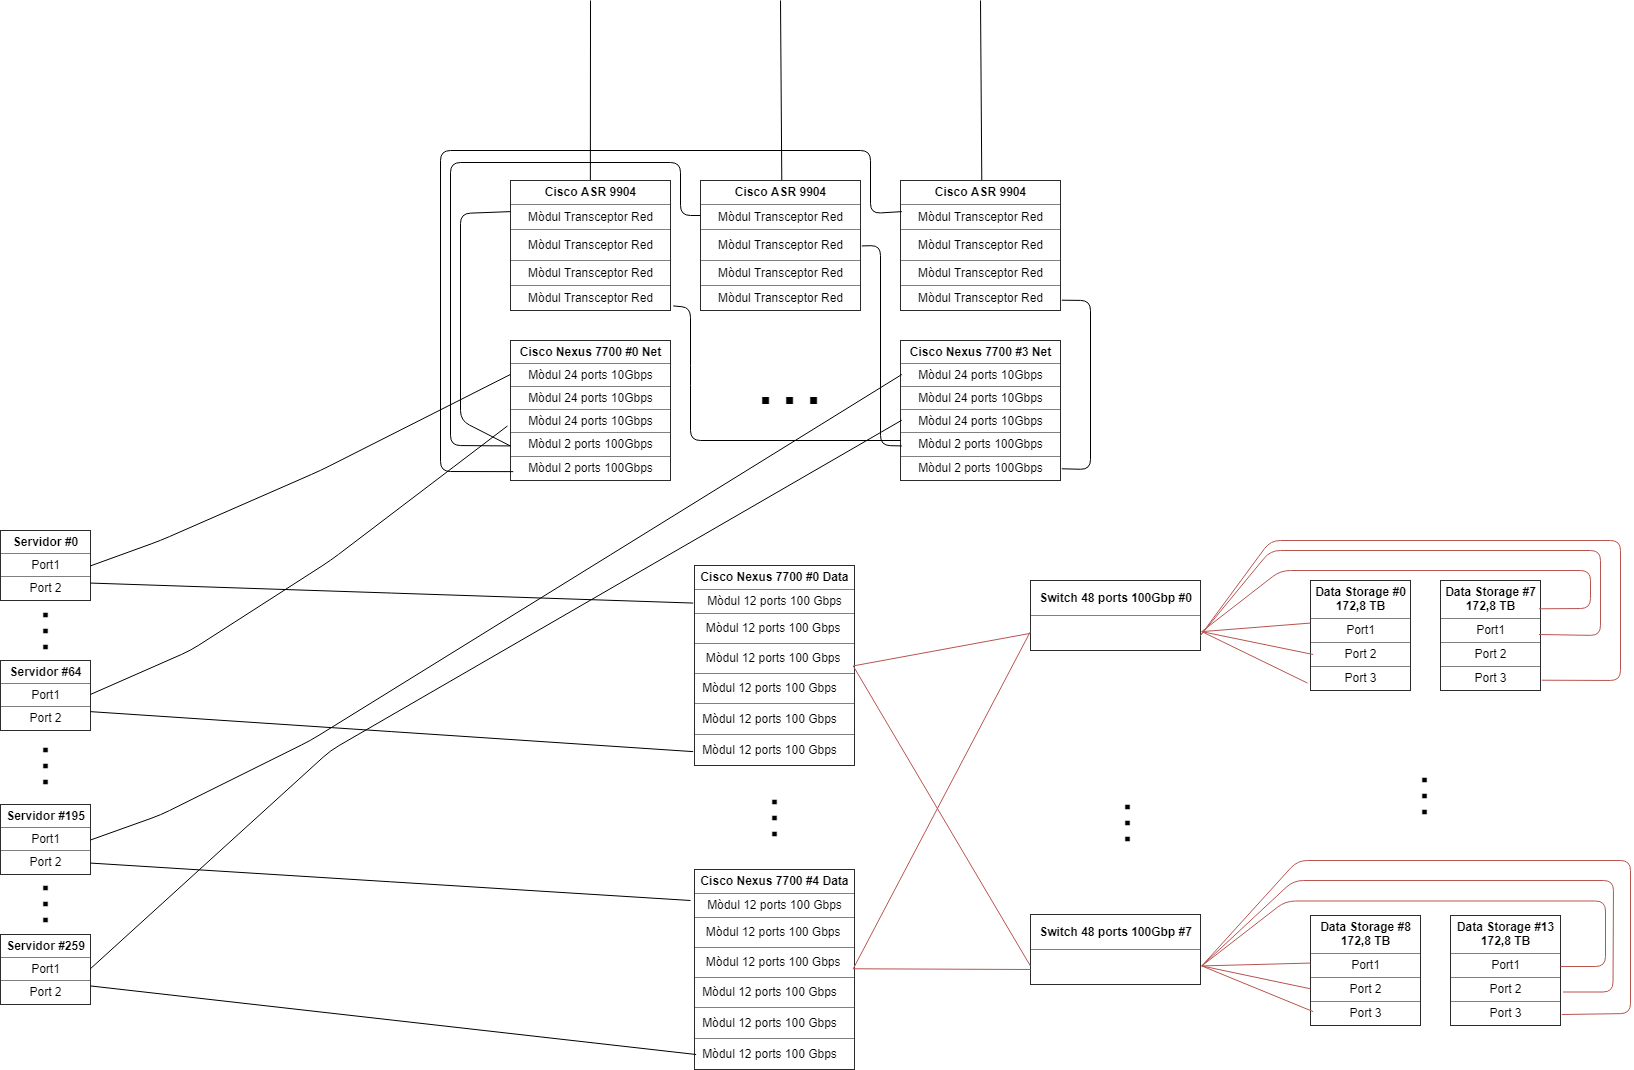 Cisco ASR 9904
Mòdul Transceptor Red
Mòdul Transceptor Red
Mòdul Transceptor Red
Mòdul Transceptor Red
Cisco ASR 9904
Mòdul Transceptor Red
Mòdul Transceptor Red
Mòdul Transceptor Red
Mòdul Transceptor Red
Cisco ASR 9904
Mòdul Transceptor Red
Mòdul Transceptor Red
Mòdul Transceptor Red
Mòdul Transceptor Red
Cisco Nexus 7700 #0 Net
Mòdul 24 ports 10Gbps
Mòdul 24 ports 10Gbps
Mòdul 24 ports 10Gbps
Mòdul 2 ports 100Gbps
Mòdul 2 ports 100Gbps
Cisco Nexus 7700 #3 Net
Mòdul 24 ports 10Gbps
Mòdul 24 ports 10Gbps
Mòdul 24 ports 10Gbps
Mòdul 2 ports 100Gbps
Mòdul 2 ports 100Gbps
Servidor #0
Port1
Port 2
Servidor #64
Port1
Port 2
Servidor #195
Port1
Port 2
Servidor #259
Port1
Port 2
Cisco Nexus 7700 #0 Data
Mòdul 12 ports 100 Gbps
Mòdul 12 ports 100 Gbps
Mòdul 12 ports 100 Gbps
Mòdul 12 ports 100 Gbps
Mòdul 12 ports 100 Gbps
Mòdul 12 ports 100 Gbps
Cisco Nexus 7700 #4 Data
Mòdul 12 ports 100 Gbps
Mòdul 12 ports 100 Gbps
Mòdul 12 ports 100 Gbps
Mòdul 12 ports 100 Gbps
Mòdul 12 ports 100 Gbps
Mòdul 12 ports 100 Gbps
Switch 48 ports 100Gbp #0
Switch 48 ports 100Gbp #7
Data Storage #0
172,8 TB
Port1
Port 2
Port 3
Data Storage #7
172,8 TB
Port1
Port 2
Port 3
Data Storage #8
172,8 TB
Port1
Port 2
Port 3
Data Storage #13
172,8 TB
Port1
Port 2
Port 3